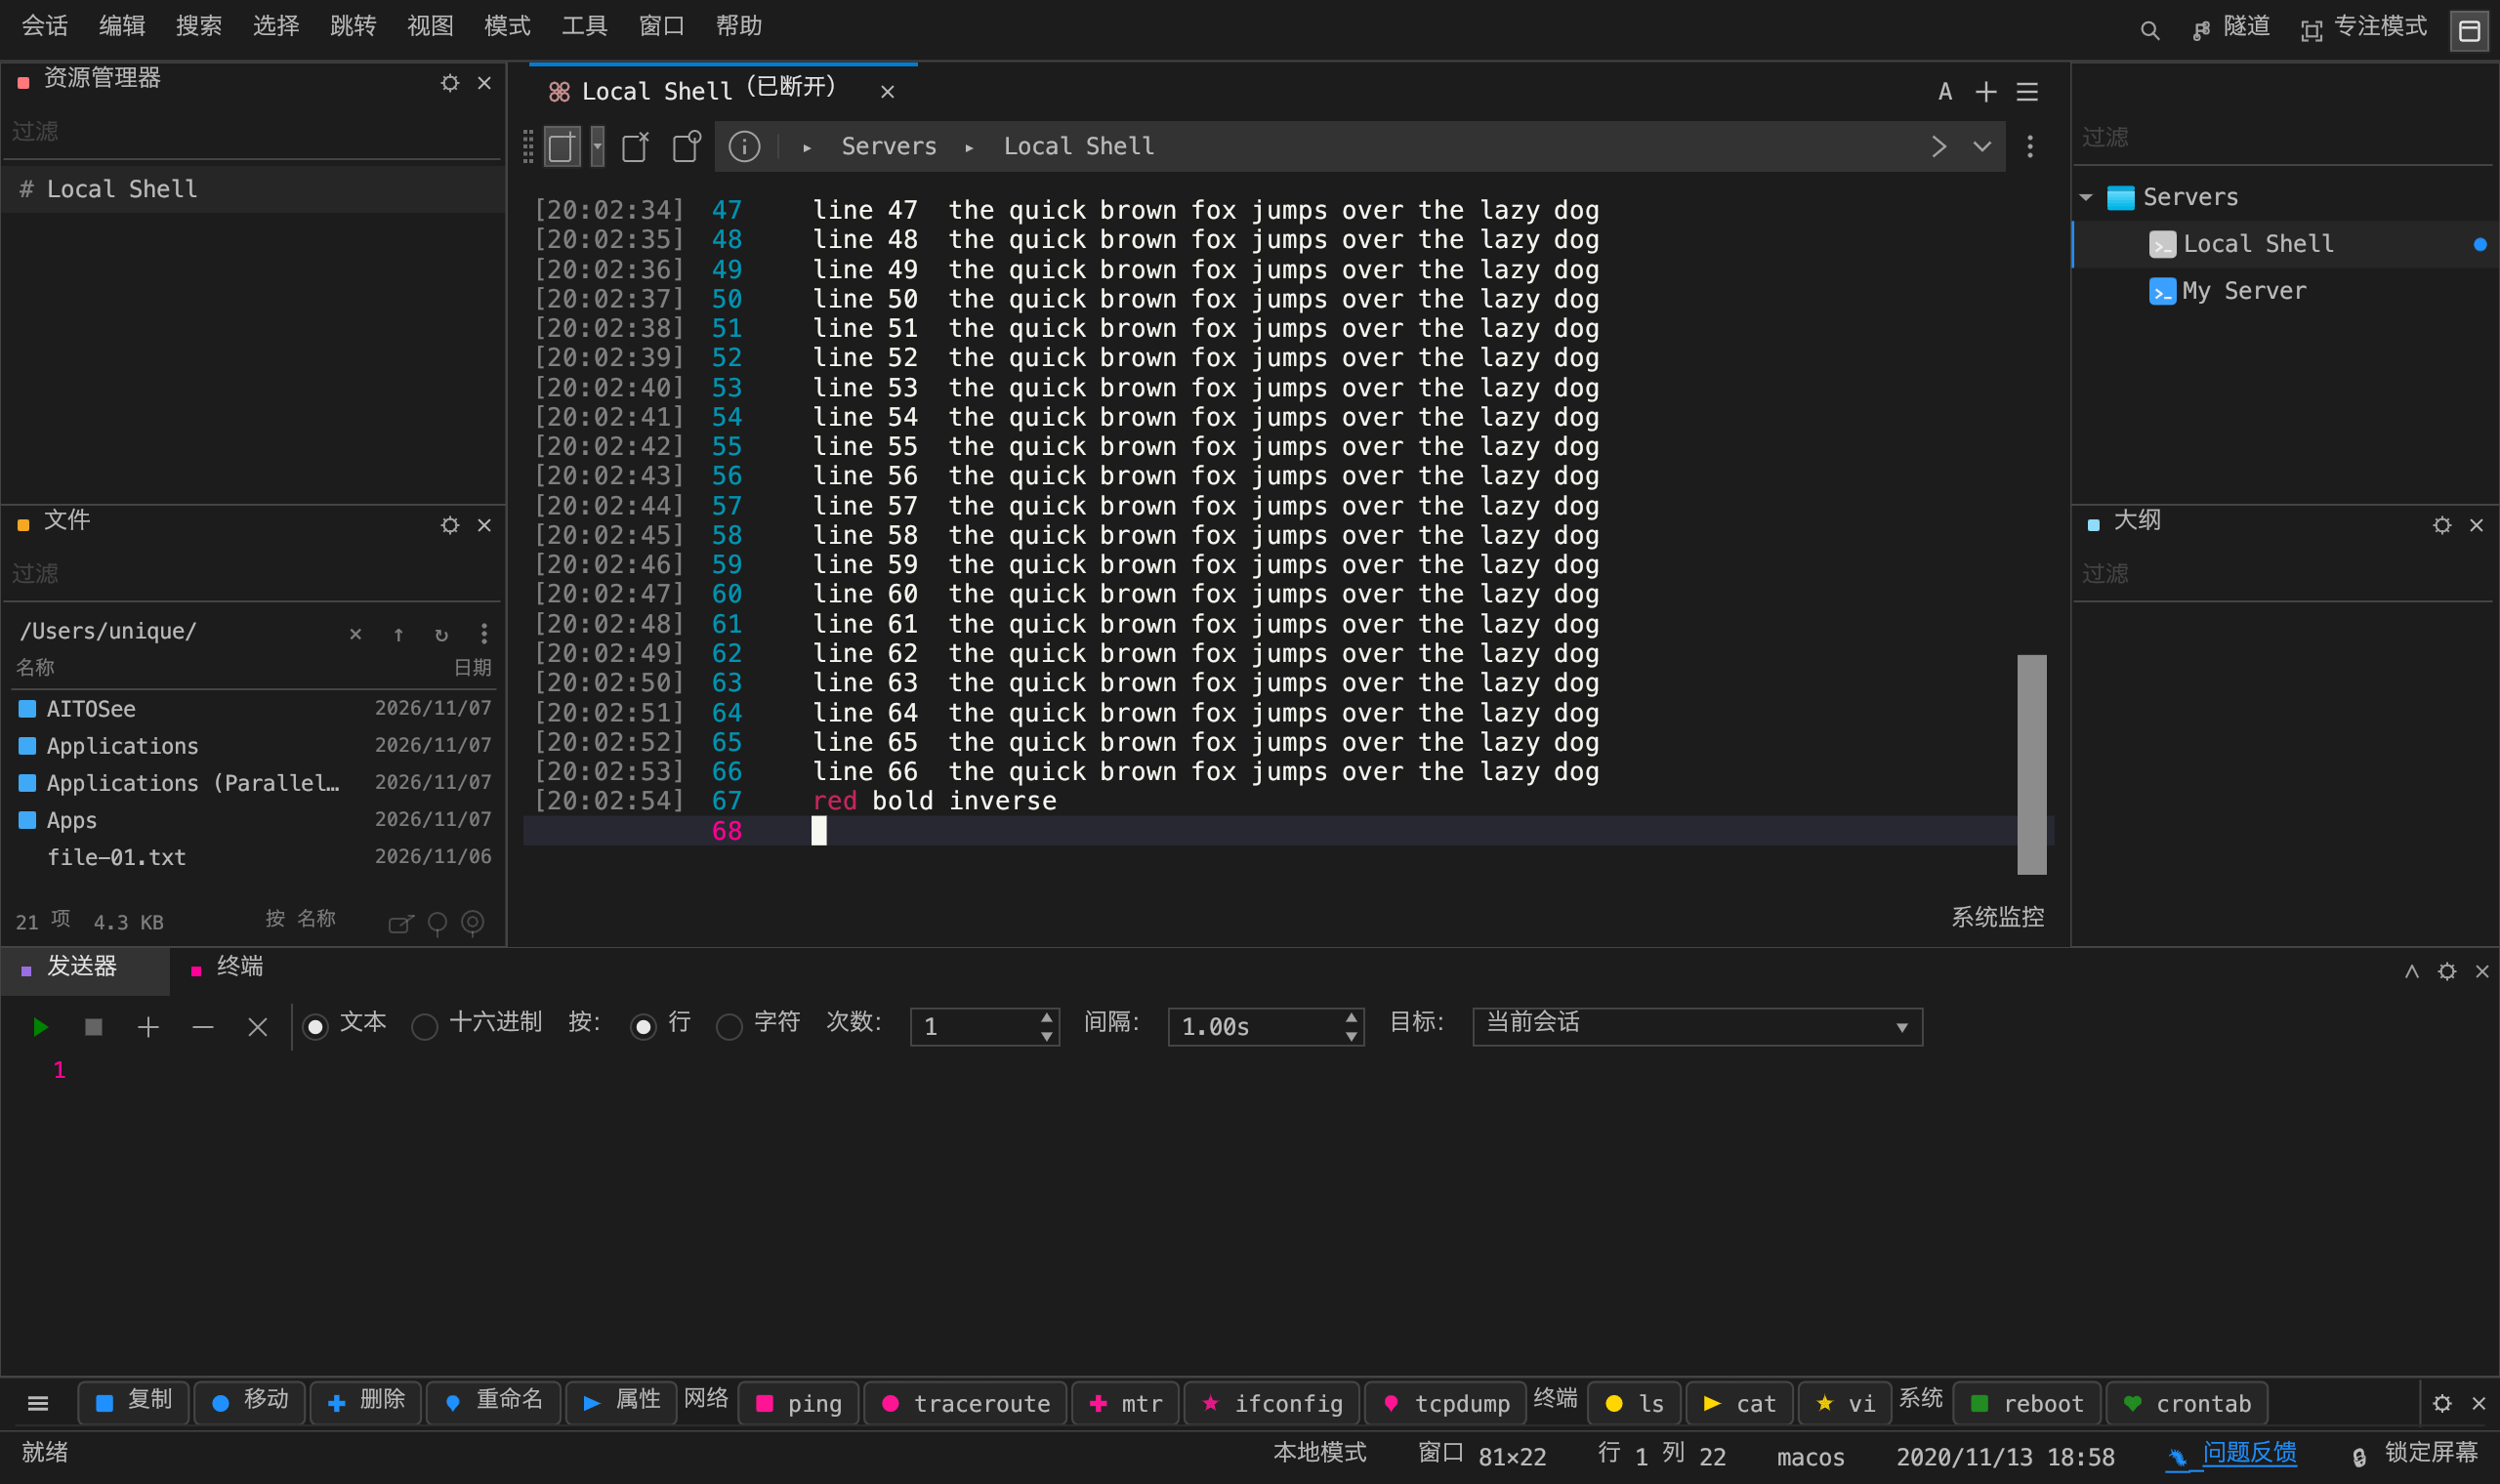 会话 编辑 搜索 选择 跳转 视图 模式 工具 窗口 帮助 隧道 专注模式
资源管理器
过滤
# Local Shell
文件
过滤
/Users/unique/
名称 日期
AITOSee 2026/11/07
Applications 2026/11/07
Applications (Parallel… 2026/11/07
Apps 2026/11/07
file-01.txt 2026/11/06
21 项 4.3 KB 按 名称
Local Shell (已断开)
A
Servers Local Shell
[20:02:34] 47 line 47 the quick brown fox jumps over the lazy dog
[20:02:35] 48 line 48 the quick brown fox jumps over the lazy dog
[20:02:36] 49 line 49 the quick brown fox jumps over the lazy dog
[20:02:37] 50 line 50 the quick brown fox jumps over the lazy dog
[20:02:38] 51 line 51 the quick brown fox jumps over the lazy dog
[20:02:39] 52 line 52 the quick brown fox jumps over the lazy dog
[20:02:40] 53 line 53 the quick brown fox jumps over the lazy dog
[20:02:41] 54 line 54 the quick brown fox jumps over the lazy dog
[20:02:42] 55 line 55 the quick brown fox jumps over the lazy dog
[20:02:43] 56 line 56 the quick brown fox jumps over the lazy dog
[20:02:44] 57 line 57 the quick brown fox jumps over the lazy dog
[20:02:45] 58 line 58 the quick brown fox jumps over the lazy dog
[20:02:46] 59 line 59 the quick brown fox jumps over the lazy dog
[20:02:47] 60 line 60 the quick brown fox jumps over the lazy dog
[20:02:48] 61 line 61 the quick brown fox jumps over the lazy dog
[20:02:49] 62 line 62 the quick brown fox jumps over the lazy dog
[20:02:50] 63 line 63 the quick brown fox jumps over the lazy dog
[20:02:51] 64 line 64 the quick brown fox jumps over the lazy dog
[20:02:52] 65 line 65 the quick brown fox jumps over the lazy dog
[20:02:53] 66 line 66 the quick brown fox jumps over the lazy dog
[20:02:54] 67 red bold inverse
68
系统监控
过滤
Servers
Local Shell
My Server
大纲
过滤
发送器 终端
文本 十六进制 按: 行 字符 次数: 1 间隔: 1.00s 目标: 当前会话
1
复制 移动 删除 重命名 属性 网络 ping traceroute mtr ifconfig tcpdump 终端 ls cat vi 系统 reboot crontab
就绪 本地模式 窗口 81×22 行 1 列 22 macos 2020/11/13 18:58 问题反馈 锁定屏幕